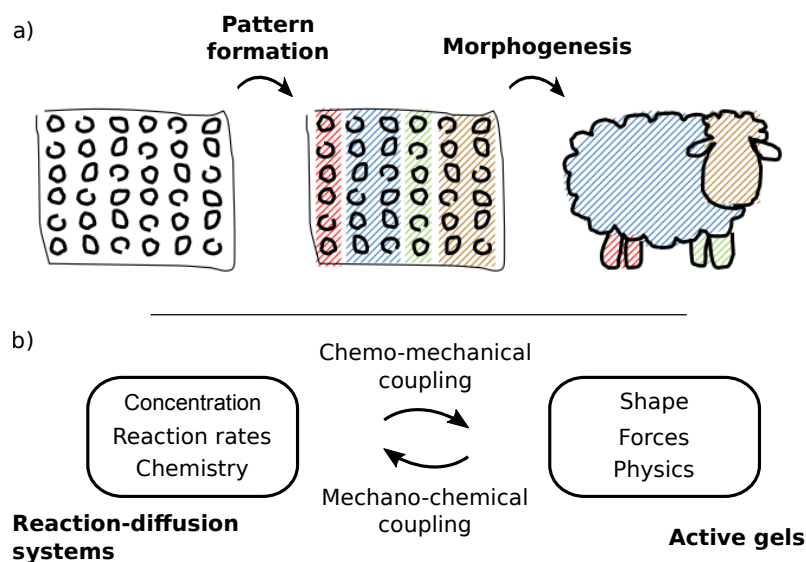 a)
Pattern
formation
Morphogenesis
b)
Chemo-mechanical
coupling
Concentration
Reaction rates
Chemistry
Shape
Forces
Physics
Mechano-chemical
coupling
Reaction-diffusion
systems
Active gels